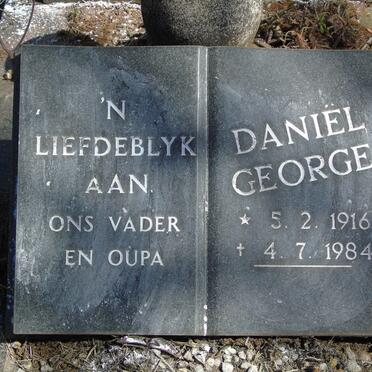 'N
LIEFDEBLYK
AAN
ONS VADER
EN OUPA
DANIËL
GEORGE
* 5. 2. 1916
† 4. 7. 1984